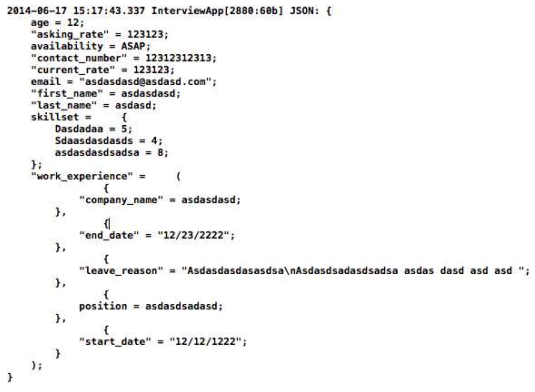 2014-06-17 15:17:43.337 InterviewApp[2880:60b] JSON: {
    age = 12;
    "asking_rate" = 123123;
    availability = ASAP;
    "contact_number" = 12312312313;
    "current_rate" = 123123;
    email = "asdasdasd@asdasd.com";
    "first_name" = asdasdasd;
    "last_name" = asdasd;
    skillset =     {
        Dasdadaa = 5;
        Sdaasdasdasds = 4;
        asdasdasdsadsa = 8;
    };
    "work_experience" =     (
                {
            "company_name" = asdasdasd;
        },
                {
            "end_date" = "12/23/2222";
        },
                {
            "leave_reason" = "Asdasdasdasasdsa\nAsdasdsadasdsadsa asdas dasd asd asd ";
        },
                {
            position = asdasdsadasd;
        },
                {
            "start_date" = "12/12/1222";
        }
    );
}